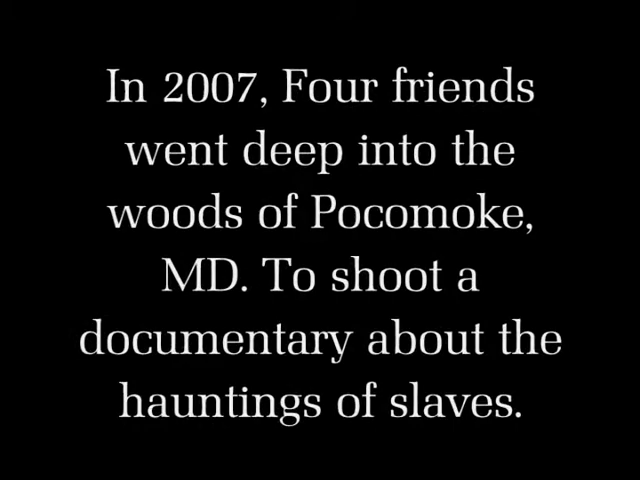 In 2007, Four friends
went deep into the
woods of Pocomoke,
MD. To shoot a
documentary about the
hauntings of slaves.